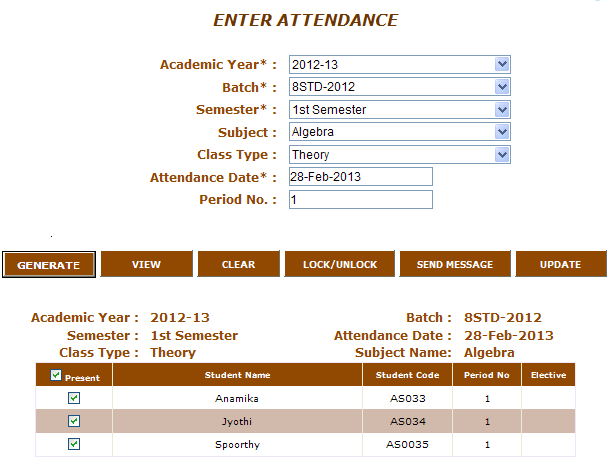 ENTER ATTENDANCE
Academic Year* : 2012-13
Batch* : 8STD-2012
Semester* : 1st Semester
Subject : Algebra
Class Type : Theory
Attendance Date* : 28-Feb-2013
Period No. : 1
GENERATE VIEW CLEAR LOCK/UNLOCK SEND MESSAGE UPDATE
Academic Year : 2012-13 Batch : 8STD-2012
Semester : 1st Semester Attendance Date : 28-Feb-2013
Class Type : Theory Subject Name: Algebra
Present Student Name Student Code Period No Elective
Anamika AS033 1
Jyothi AS034 1
Spoorthy AS0035 1